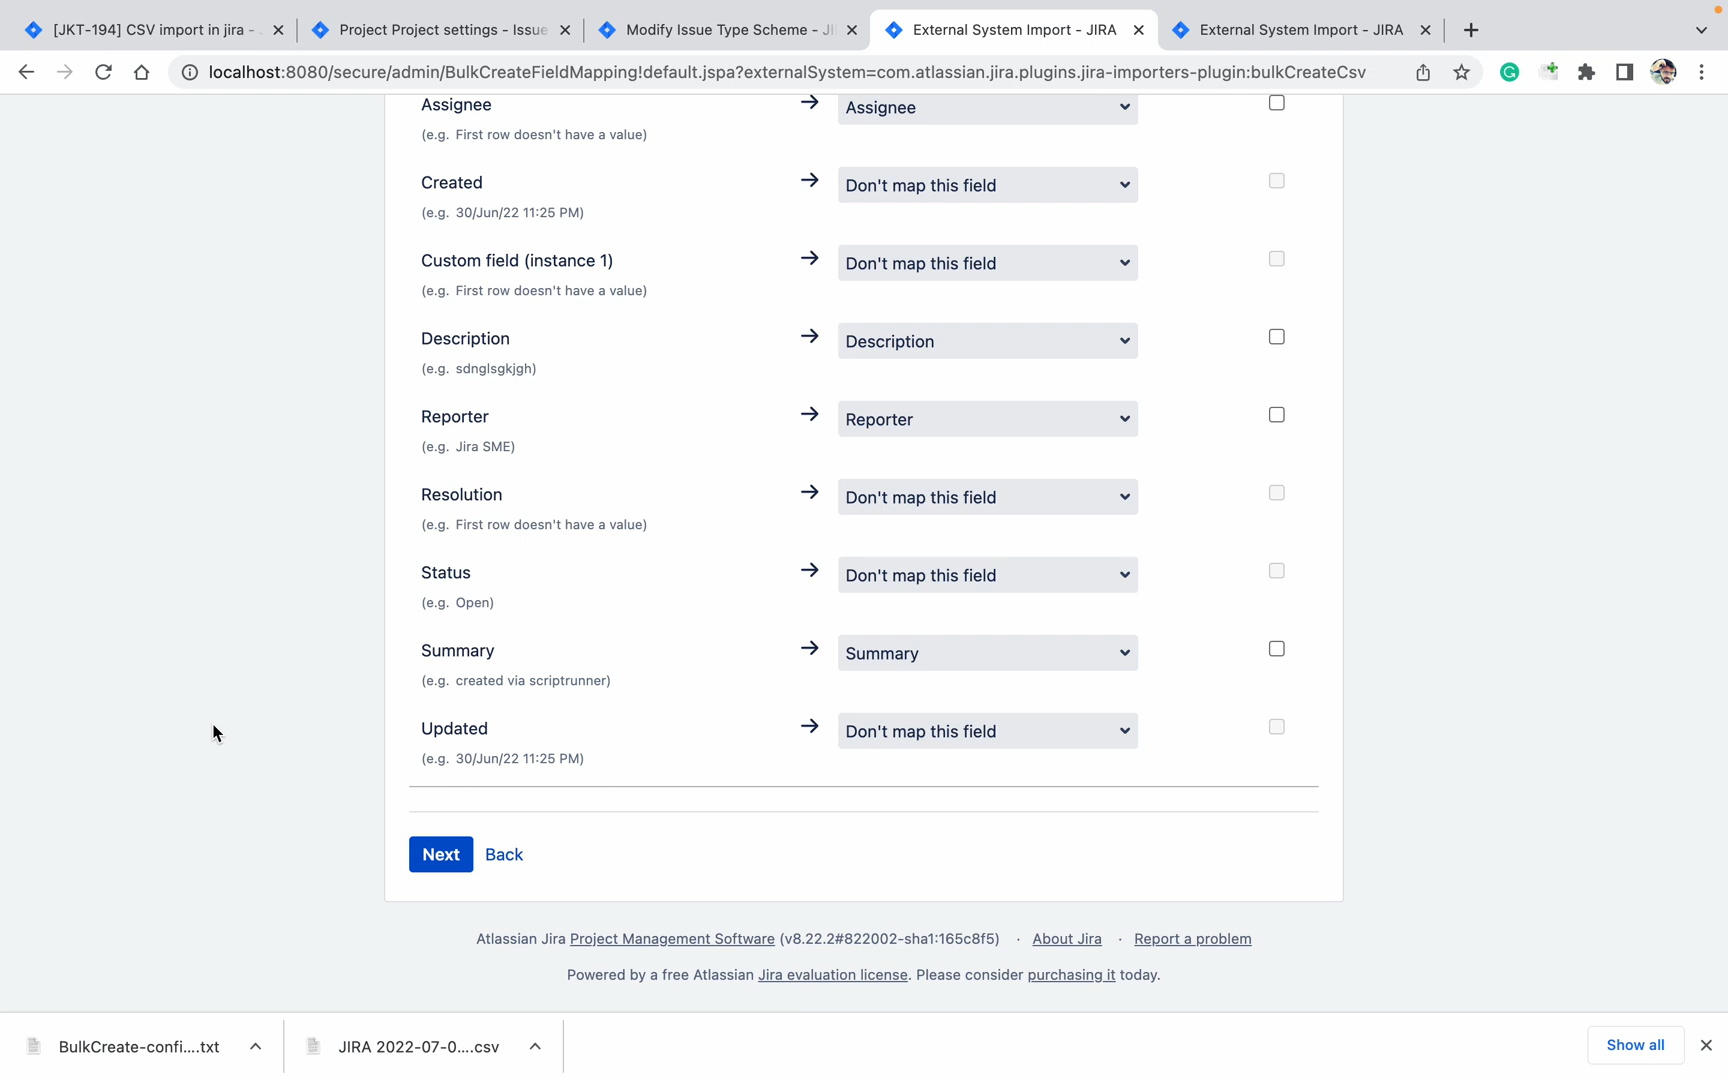 [JKT-194] CSV import in jira -
Project Project settings - Issue
Modify Issue Type Scheme - JI
External System Import - JIRA
External System Import - JIRA
localhost:8080/secure/admin/BulkCreateFieldMapping!default.jspa?externalSystem=com.atlassian.jira.plugins.jira-importers-plugin:bulkCreateCsv
Assignee
Assignee
(e.g. First row doesn't have a value)
Created
Don't map this field
(e.g. 30/Jun/22 11:25 PM)
Custom field (instance 1)
Don't map this field
(e.g. First row doesn't have a value)
Description
Description
(e.g. sdnglsgkjgh)
Reporter
Reporter
(e.g. Jira SME)
Resolution
Don't map this field
(e.g. First row doesn't have a value)
Status
Don't map this field
(e.g. Open)
Summary
Summary
(e.g. created via scriptrunner)
Updated
Don't map this field
(e.g. 30/Jun/22 11:25 PM)
Next
Back
Atlassian Jira Project Management Software (v8.22.2#822002-sha1:165c8f5) · About Jira · Report a problem
Powered by a free Atlassian Jira evaluation license. Please consider purchasing it today.
BulkCreate-confi....txt
JIRA 2022-07-0....csv
Show all